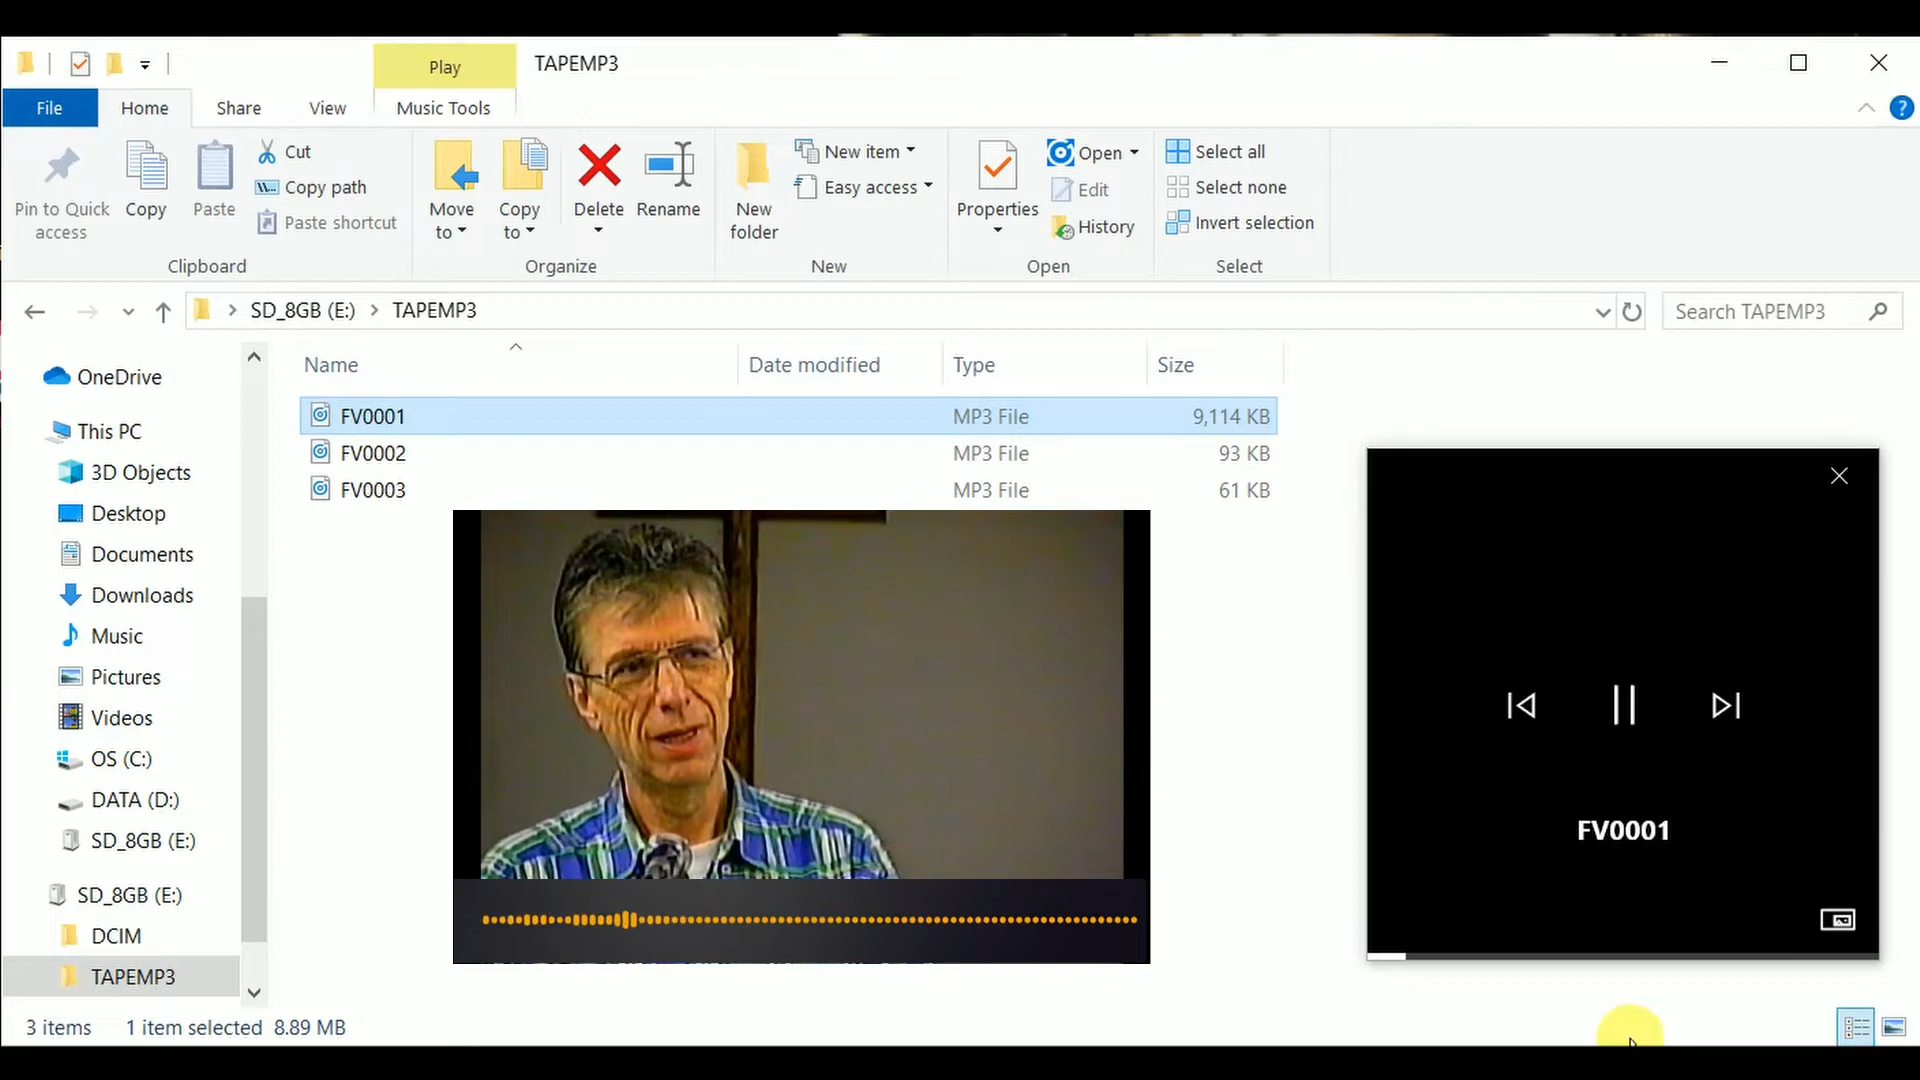 Play
TAPEMP3
File
Home
Share
View
Music Tools
Pin to Quick access
Copy
Paste
Cut
Copy path
Paste shortcut
Clipboard
Move to
Copy to
Delete
Rename
Organize
New folder
New item
Easy access
New
Properties
Open
Edit
History
Open
Select all
Select none
Invert selection
Select
SD_8GB (E:) > TAPEMP3
Search TAPEMP3
Name
Date modified
Type
Size
FV0001 MP3 File 9,114 KB
FV0002 MP3 File 93 KB
FV0003 MP3 File 61 KB
OneDrive
This PC
3D Objects
Desktop
Documents
Downloads
Music
Pictures
Videos
OS (C:)
DATA (D:)
SD_8GB (E:)
SD_8GB (E:)
DCIM
TAPEMP3
FV0001
3 items
1 item selected 8.89 MB